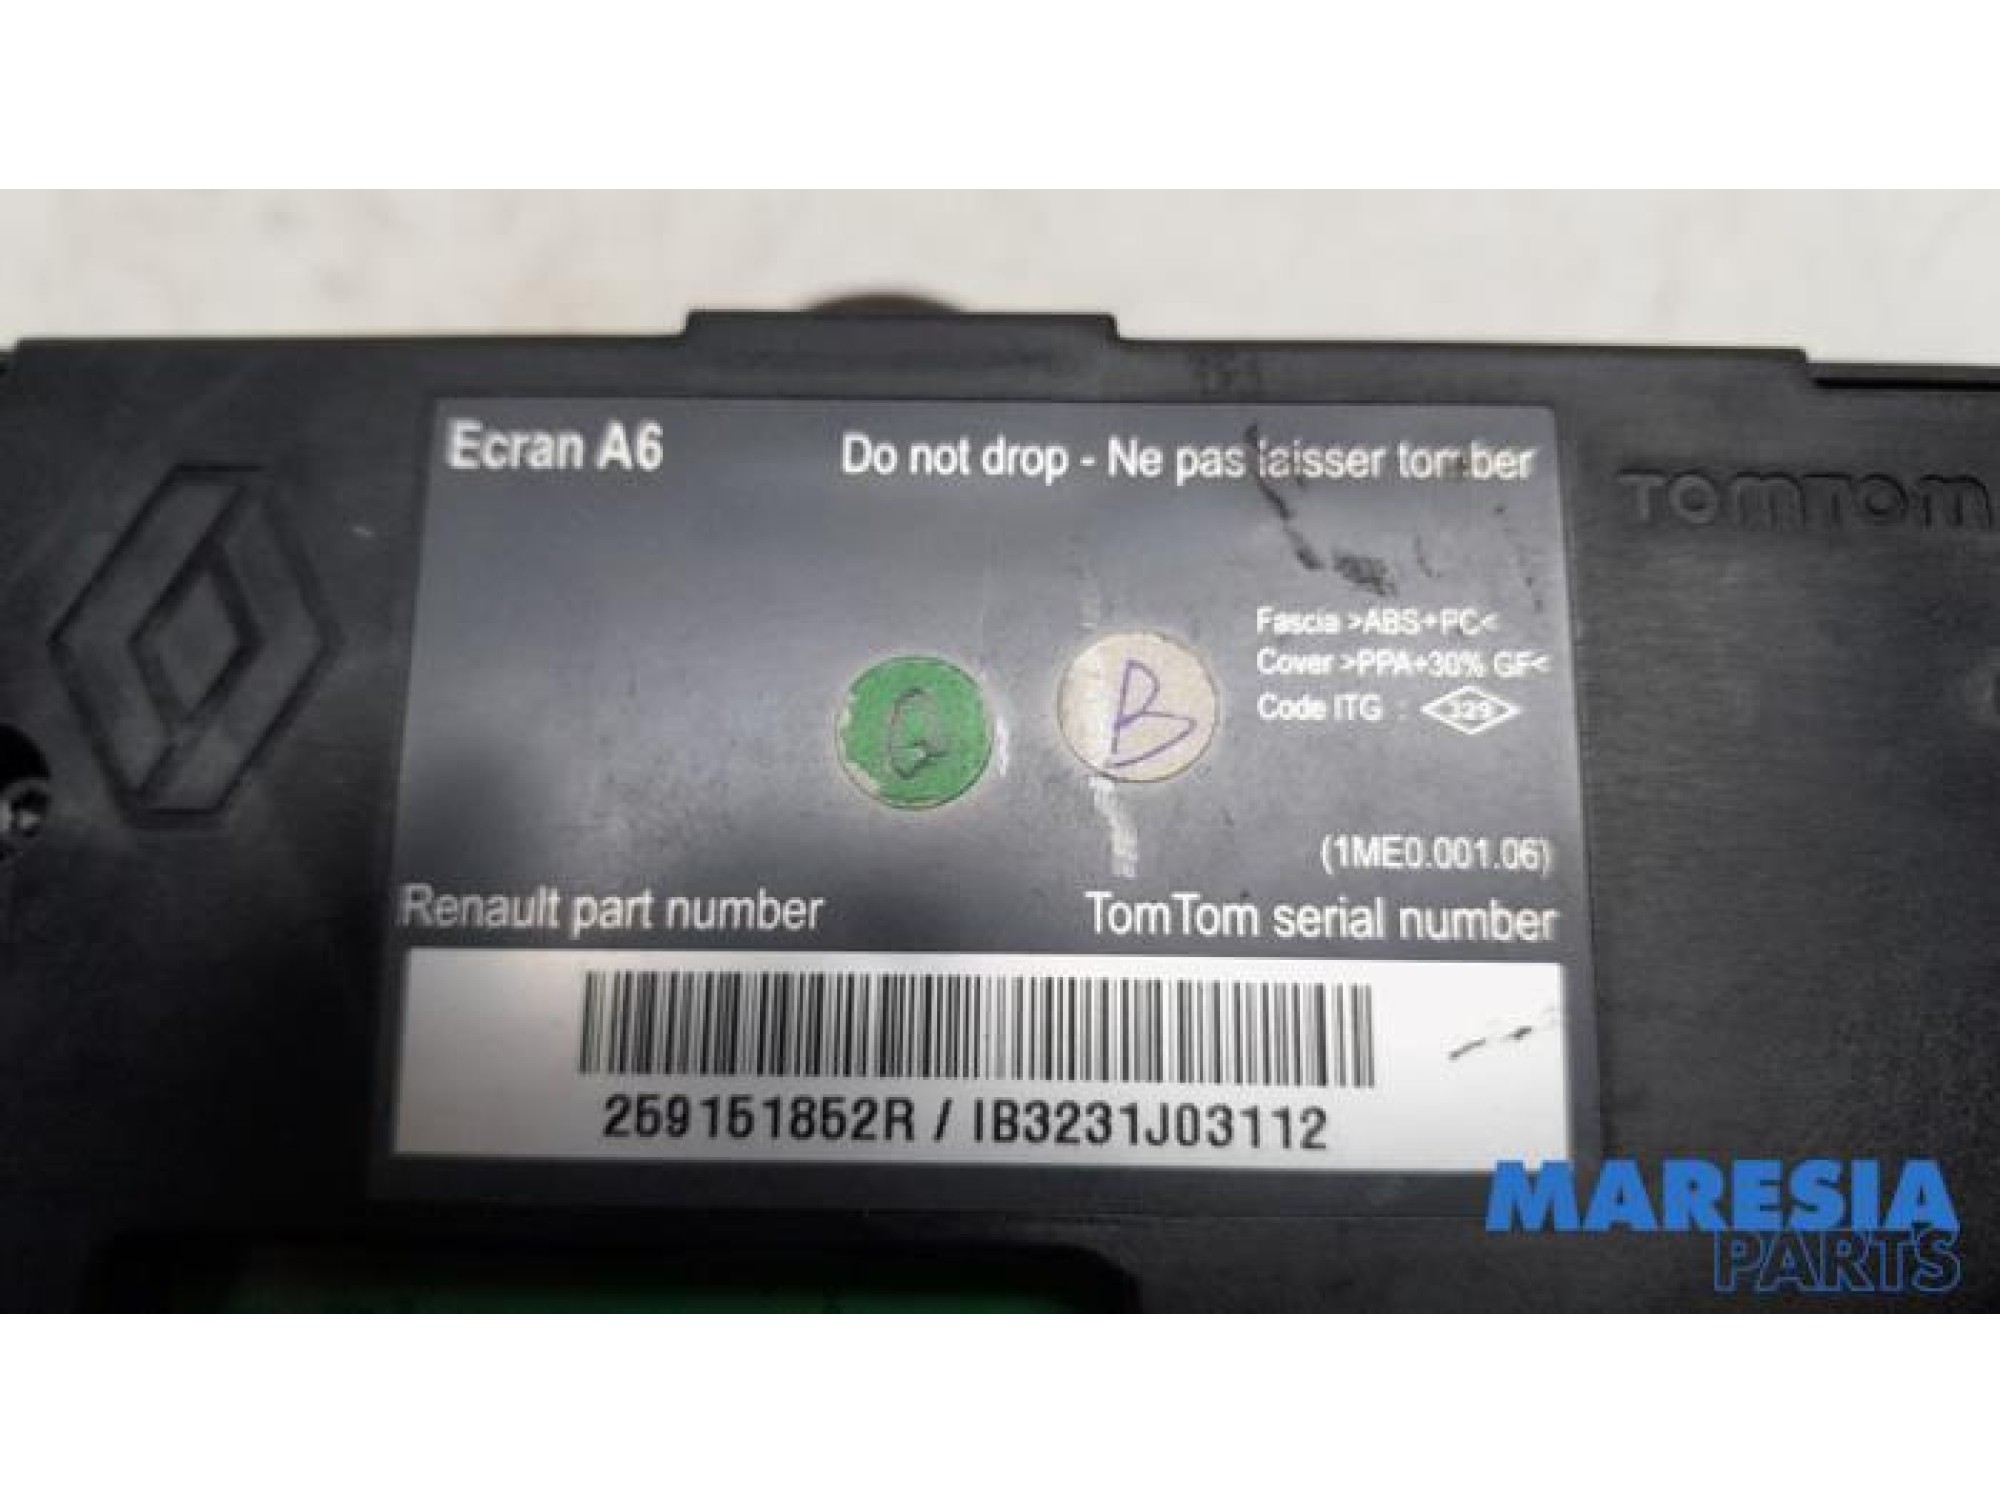 Ecran A6
Do not drop - Ne pas laisser tomber
TOMTOM
Fascia >ABS+PC<
Cover >PPA+30% GF<
Code ITG : 329
Q
B
(1ME0.001.06)
Renault part number
TomTom serial number
259151852R / IB3231J03112
MARESIA
PARTS